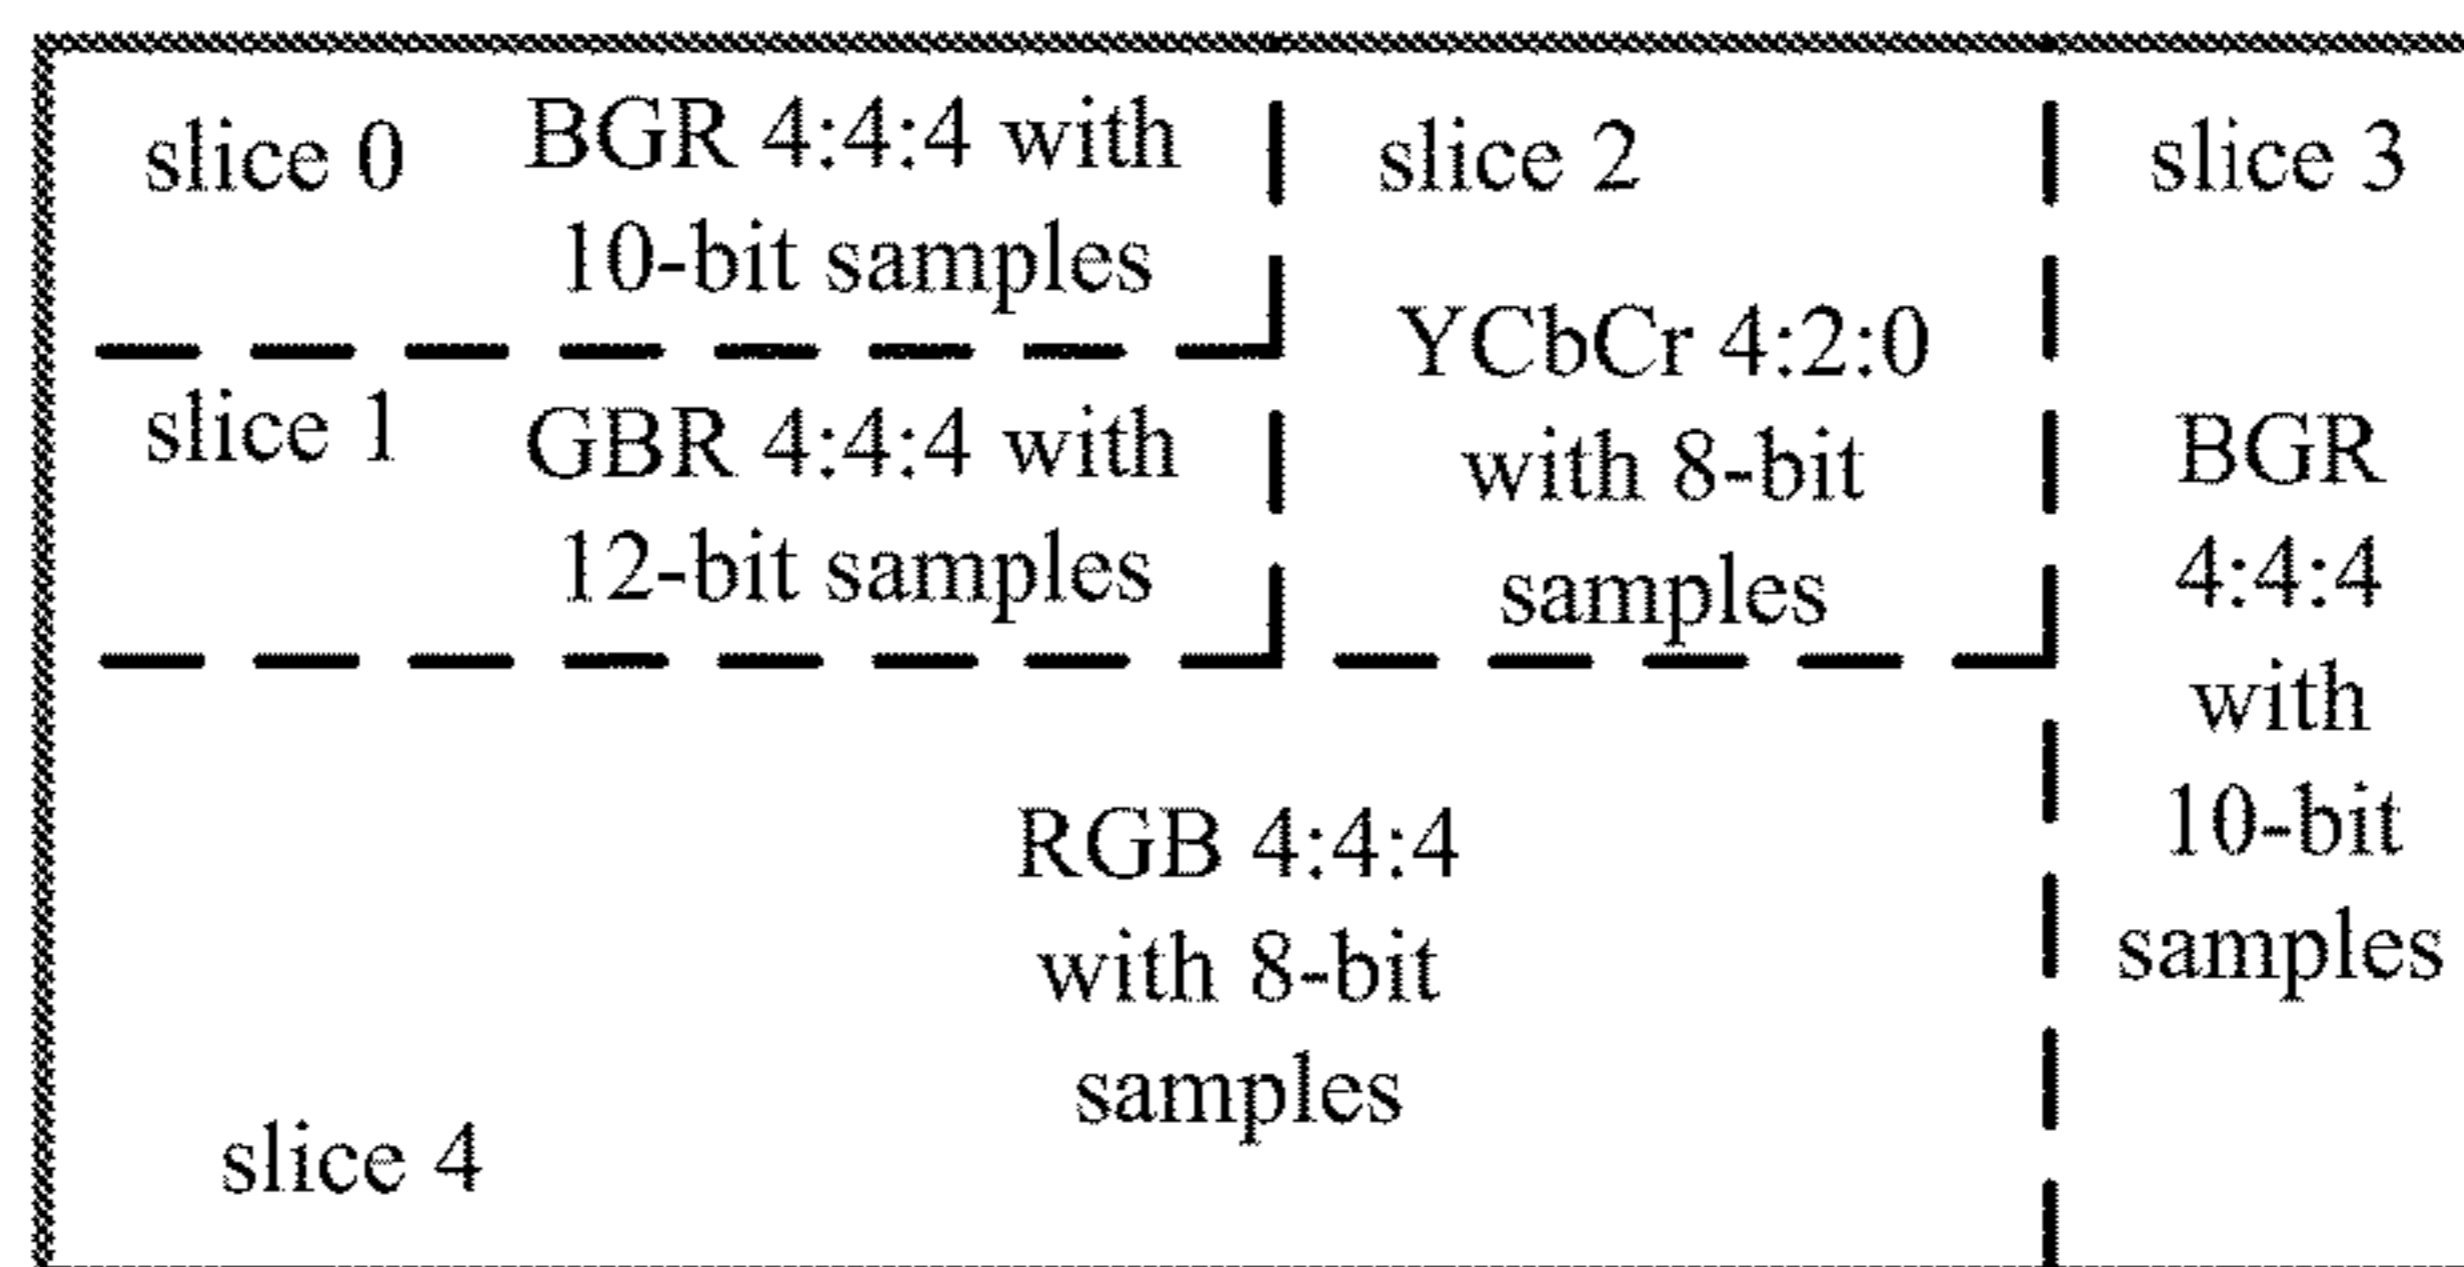 slice 0
BGR 4:4:4 with
10-bit samples
slice 1
GBR 4:4:4 with
12-bit samples
slice 2
YCbCr 4:2:0
with 8-bit
samples
slice 3
BGR
4:4:4
with
10-bit
samples
RGB 4:4:4
with 8-bit
samples
slice 4